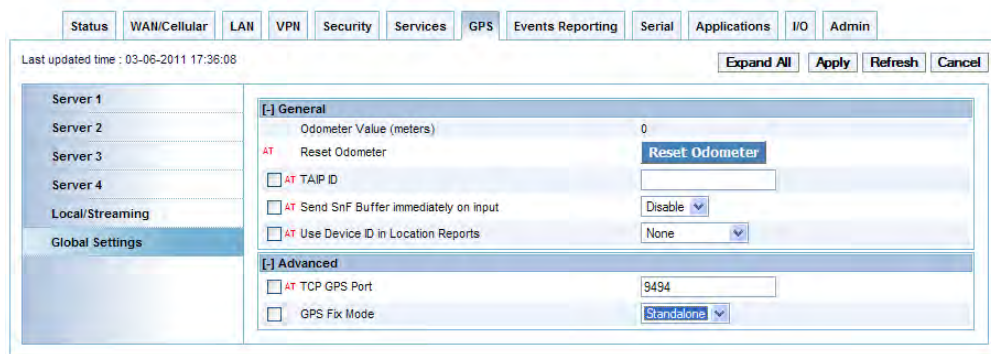 Status WAN/Cellular LAN VPN Security Services GPS Events Reporting Serial Applications I/O Admin
Last updated time : 03-06-2011 17:36:08 Expand All Apply Refresh Cancel
Server 1
Server 2
Server 3
Server 4
Local/Streaming
Global Settings
[-] General
Odometer Value (meters) 0
AT Reset Odometer Reset Odometer
AT TAIP ID
AT Send SnF Buffer immediately on input Disable
AT Use Device ID in Location Reports None
[-] Advanced
AT TCP GPS Port 9494
GPS Fix Mode Standalone